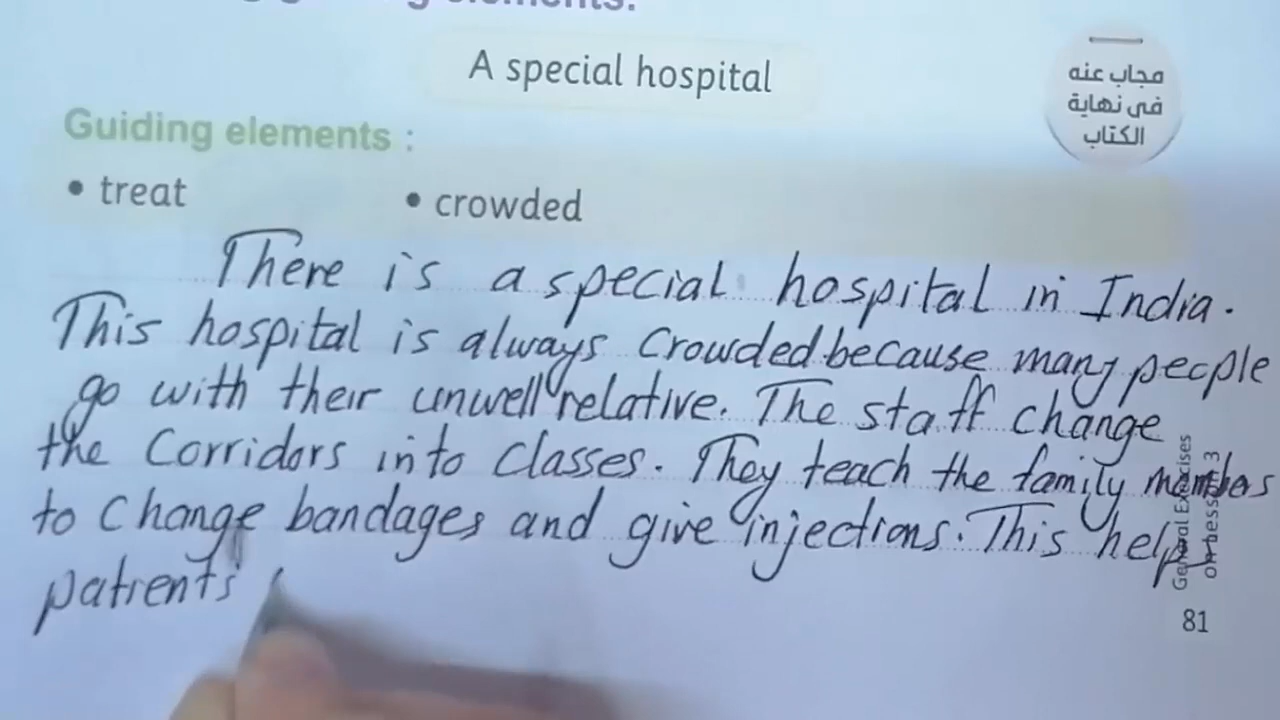 elements.
A special hospital
مجاب عنه
فى نهاية
الكتاب
Guiding elements :
• treat
• crowded
There is a special hospital in India.
This hospital is always crowded because many people
go with their unwell relative. The staff change
the corridors into classes. They teach the family members
to change bandages and give injections. This helps
patients
General Exercises
on lesson 3
81